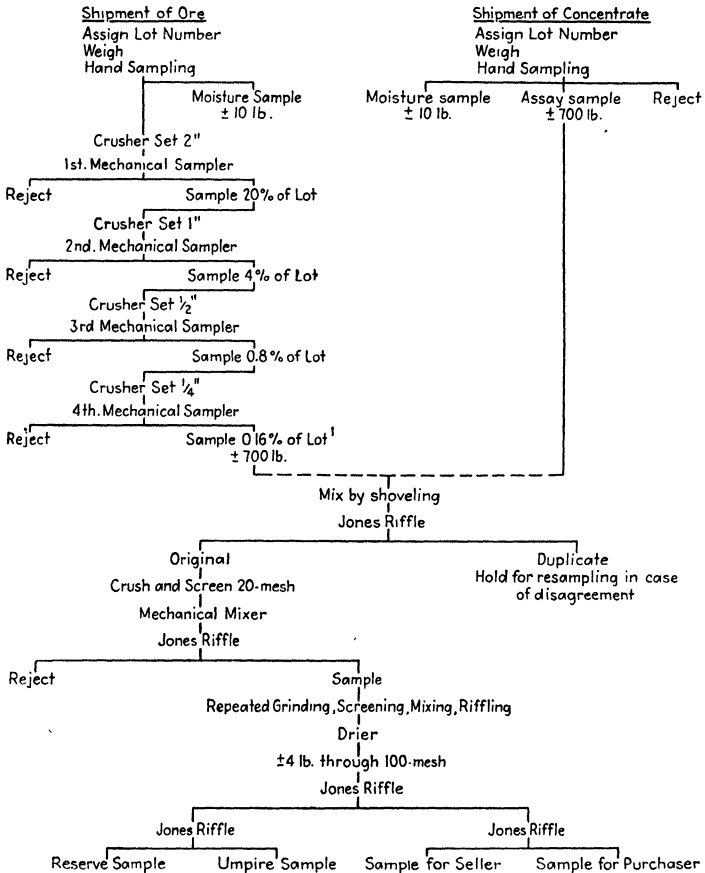 Shipment of Ore
Assign Lot Number
Weigh
Hand Sampling
Moisture Sample
± 10 lb.
Shipment of Concentrate
Assign Lot Number
Weigh
Hand Sampling
Moisture sample
± 10 lb.
Assay sample
± 700 lb.
Reject
Crusher Set 2"
1st. Mechanical Sampler
Reject
Sample 20% of Lot
Crusher Set 1"
2nd. Mechanical Sampler
Reject
Sample 4% of Lot
Crusher Set ½"
3rd Mechanical Sampler
Reject
Sample 0.8% of Lot
Crusher Set ¼"
4th. Mechanical Sampler
Reject
Sample 0 16% of Lot¹
± 700 lb.
Mix by shoveling
Jones Riffle
Original
Crush and Screen 20-mesh
Mechanical Mixer
Jones Riffle
Duplicate
Hold for resampling in case
of disagreement
Reject
Sample
Repeated Grinding, Screening, Mixing, Riffling
Drier
±4 lb. through 100-mesh
Jones Riffle
Jones Riffle
Jones Riffle
Reserve Sample
Umpire Sample
Sample for Seller
Sample for Purchaser